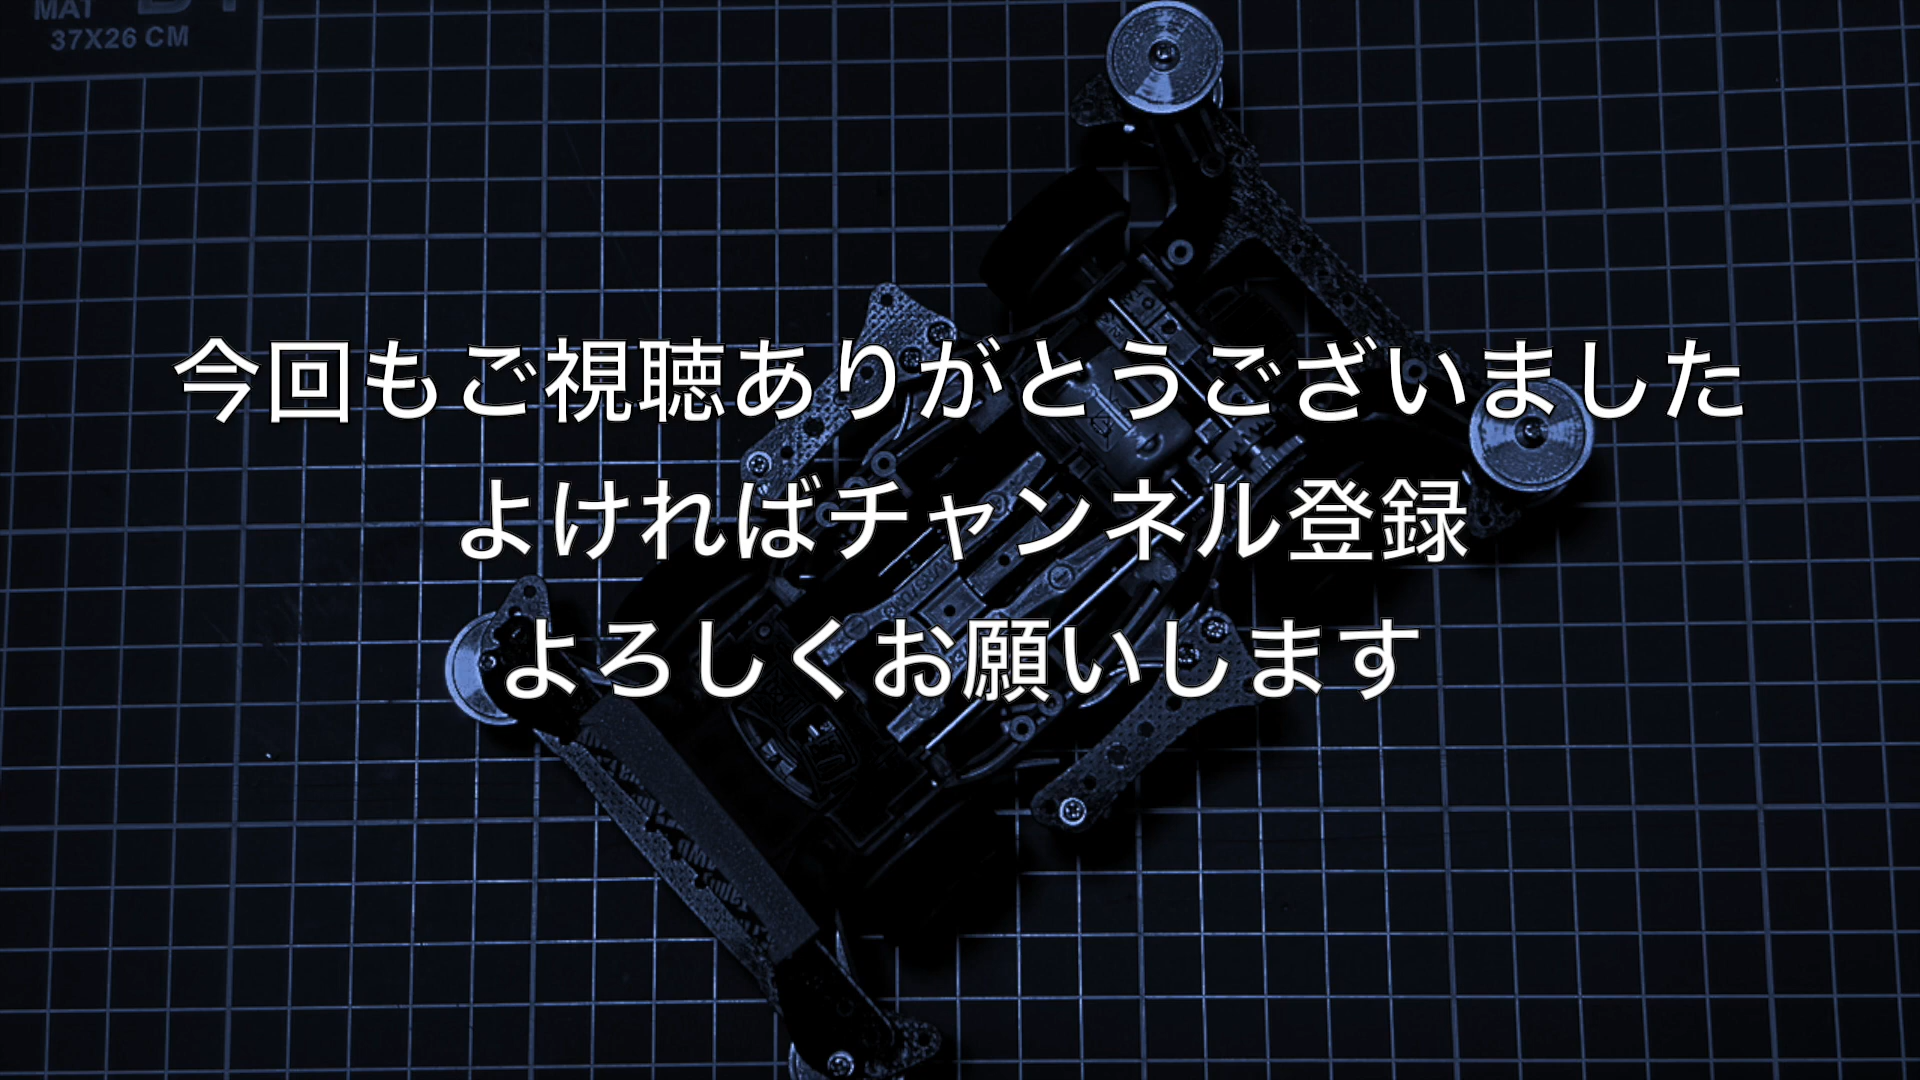 MAT
37X26 CM
今回もご視聴ありがとうございました
よければチャンネル登録
よろしくお願いします